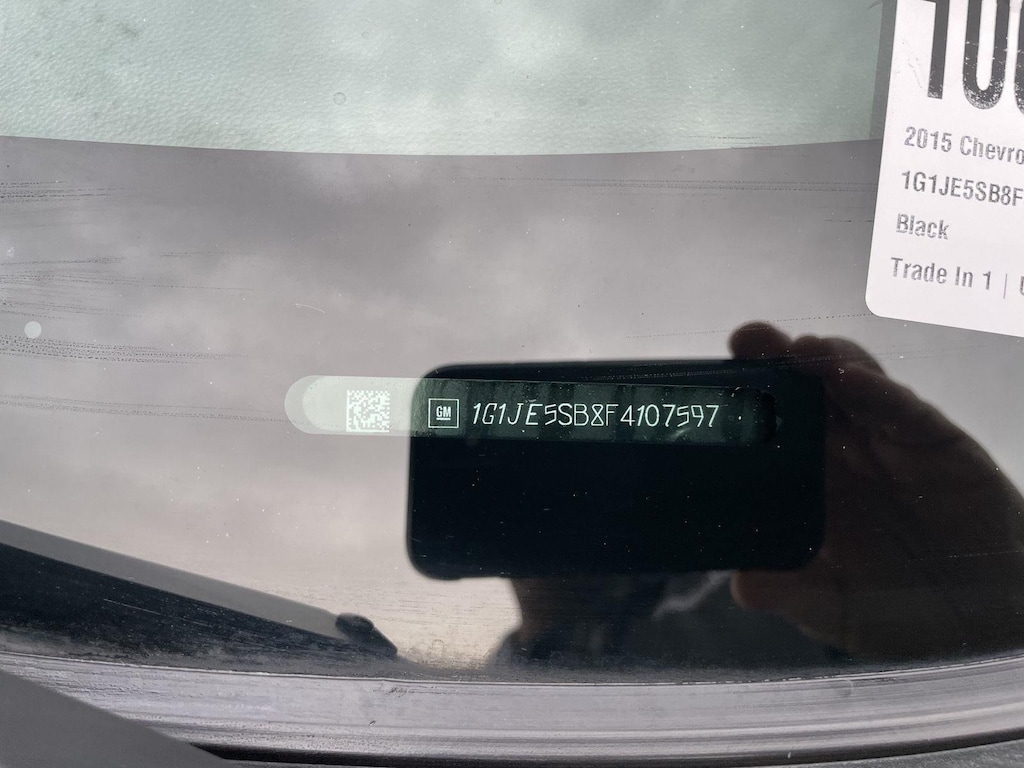 2015 Chevro
1G1JE5SB8F
Black
Trade In 1 |
GM 1G1JE5SB8F4107597